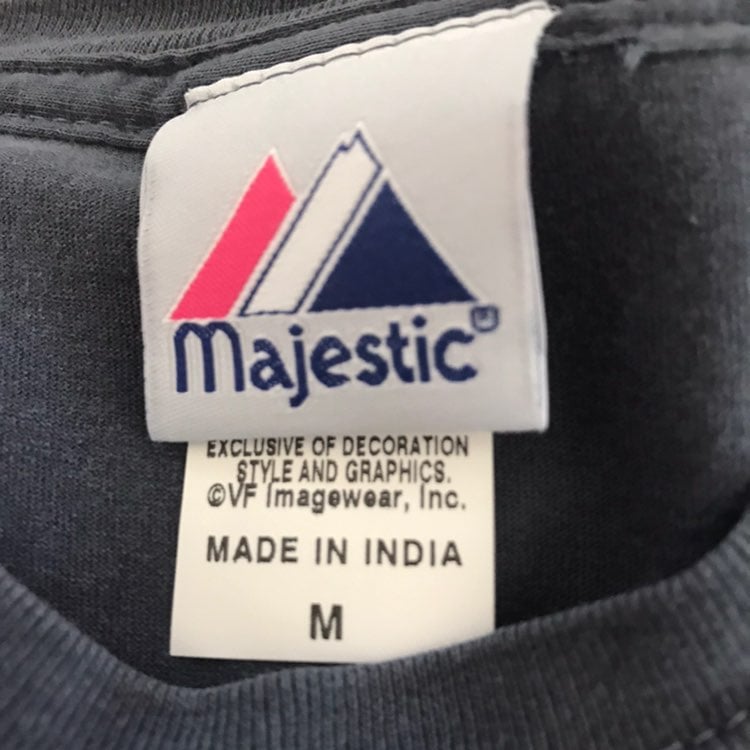 Majestic®
EXCLUSIVE OF DECORATION
STYLE AND GRAPHICS.
©VF Imagewear, Inc.
MADE IN INDIA
M